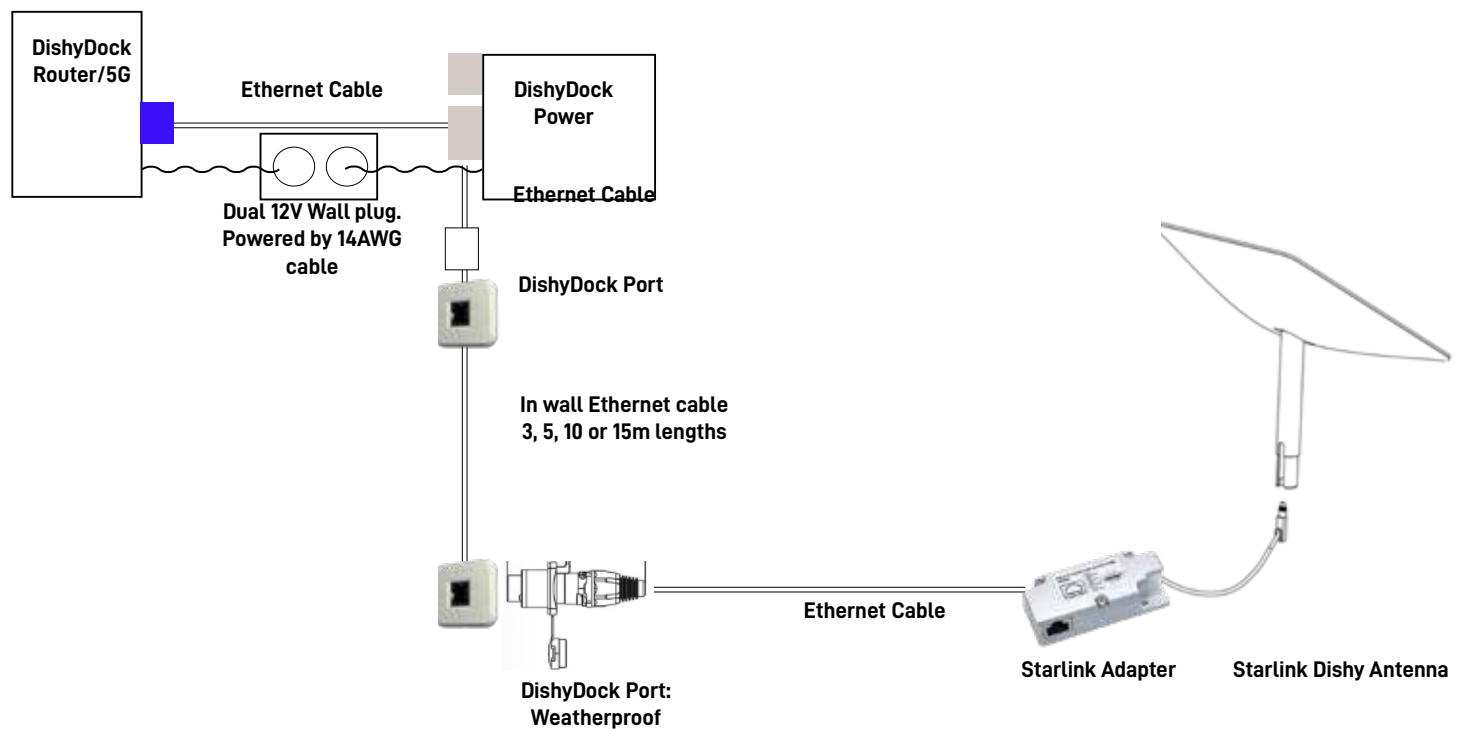 DishyDock
Router/5G
Ethernet Cable
DishyDock
Power
Ethernet Cable
Dual 12V Wall plug.
Powered by 14AWG
cable
DishyDock Port
In wall Ethernet cable
3, 5, 10 or 15m lengths
Ethernet Cable
Starlink Adapter
Starlink Dishy Antenna
DishyDock Port:
Weatherproof